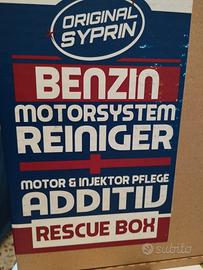 ORIGINAL
SYPRIN
BENZIN
MOTORSYSTEM
REINIGER
+
MOTOR & INJEKTOR PFLEGE
ADDITIV
RESCUE BOX
subito